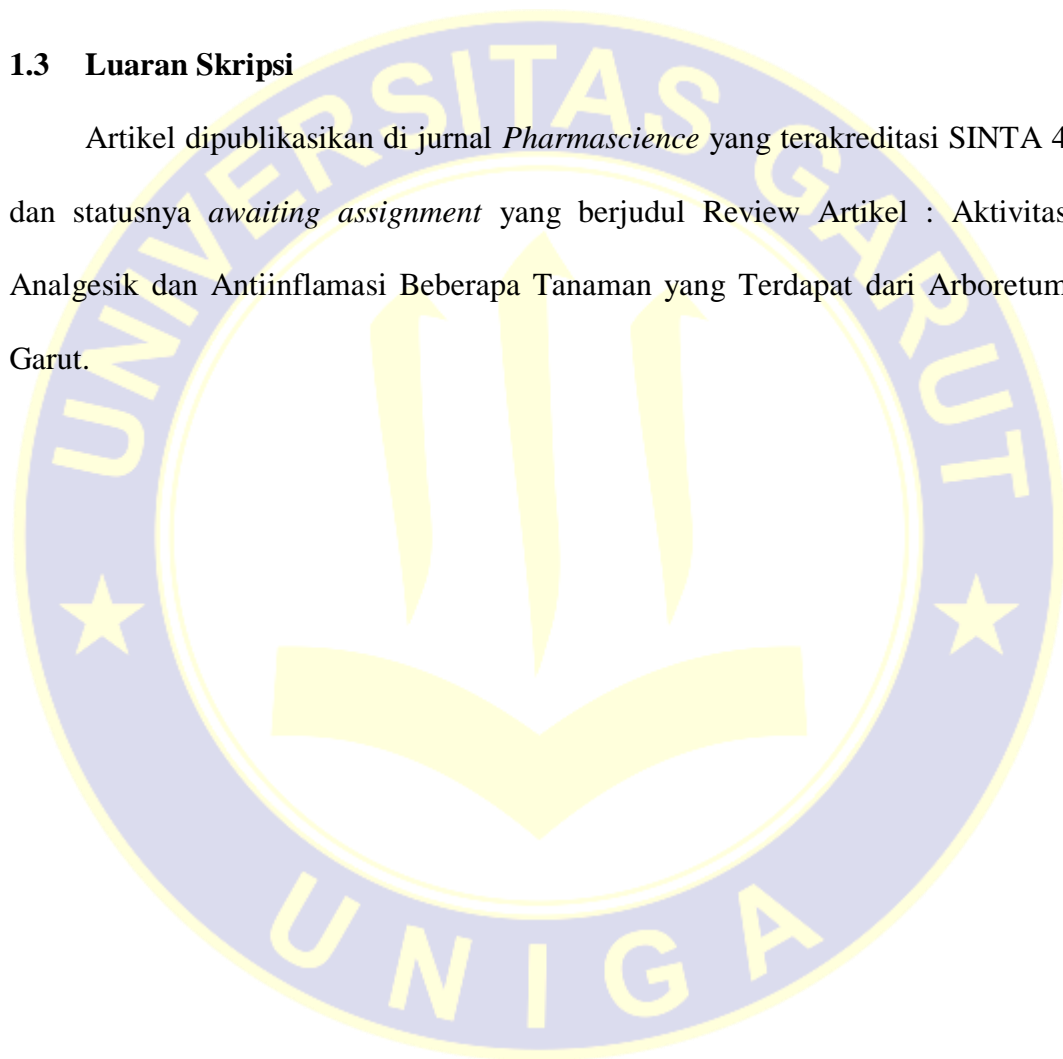 1.3 Luaran Skripsi
Artikel dipublikasikan di jurnal Pharmascience yang terakreditasi SINTA 4
dan statusnya awaiting assignment yang berjudul Review Artikel : Aktivitas
Analgesik dan Antiinflamasi Beberapa Tanaman yang Terdapat dari Arboretum
Garut.
UNIVERSITAS GARUT
UNIGA